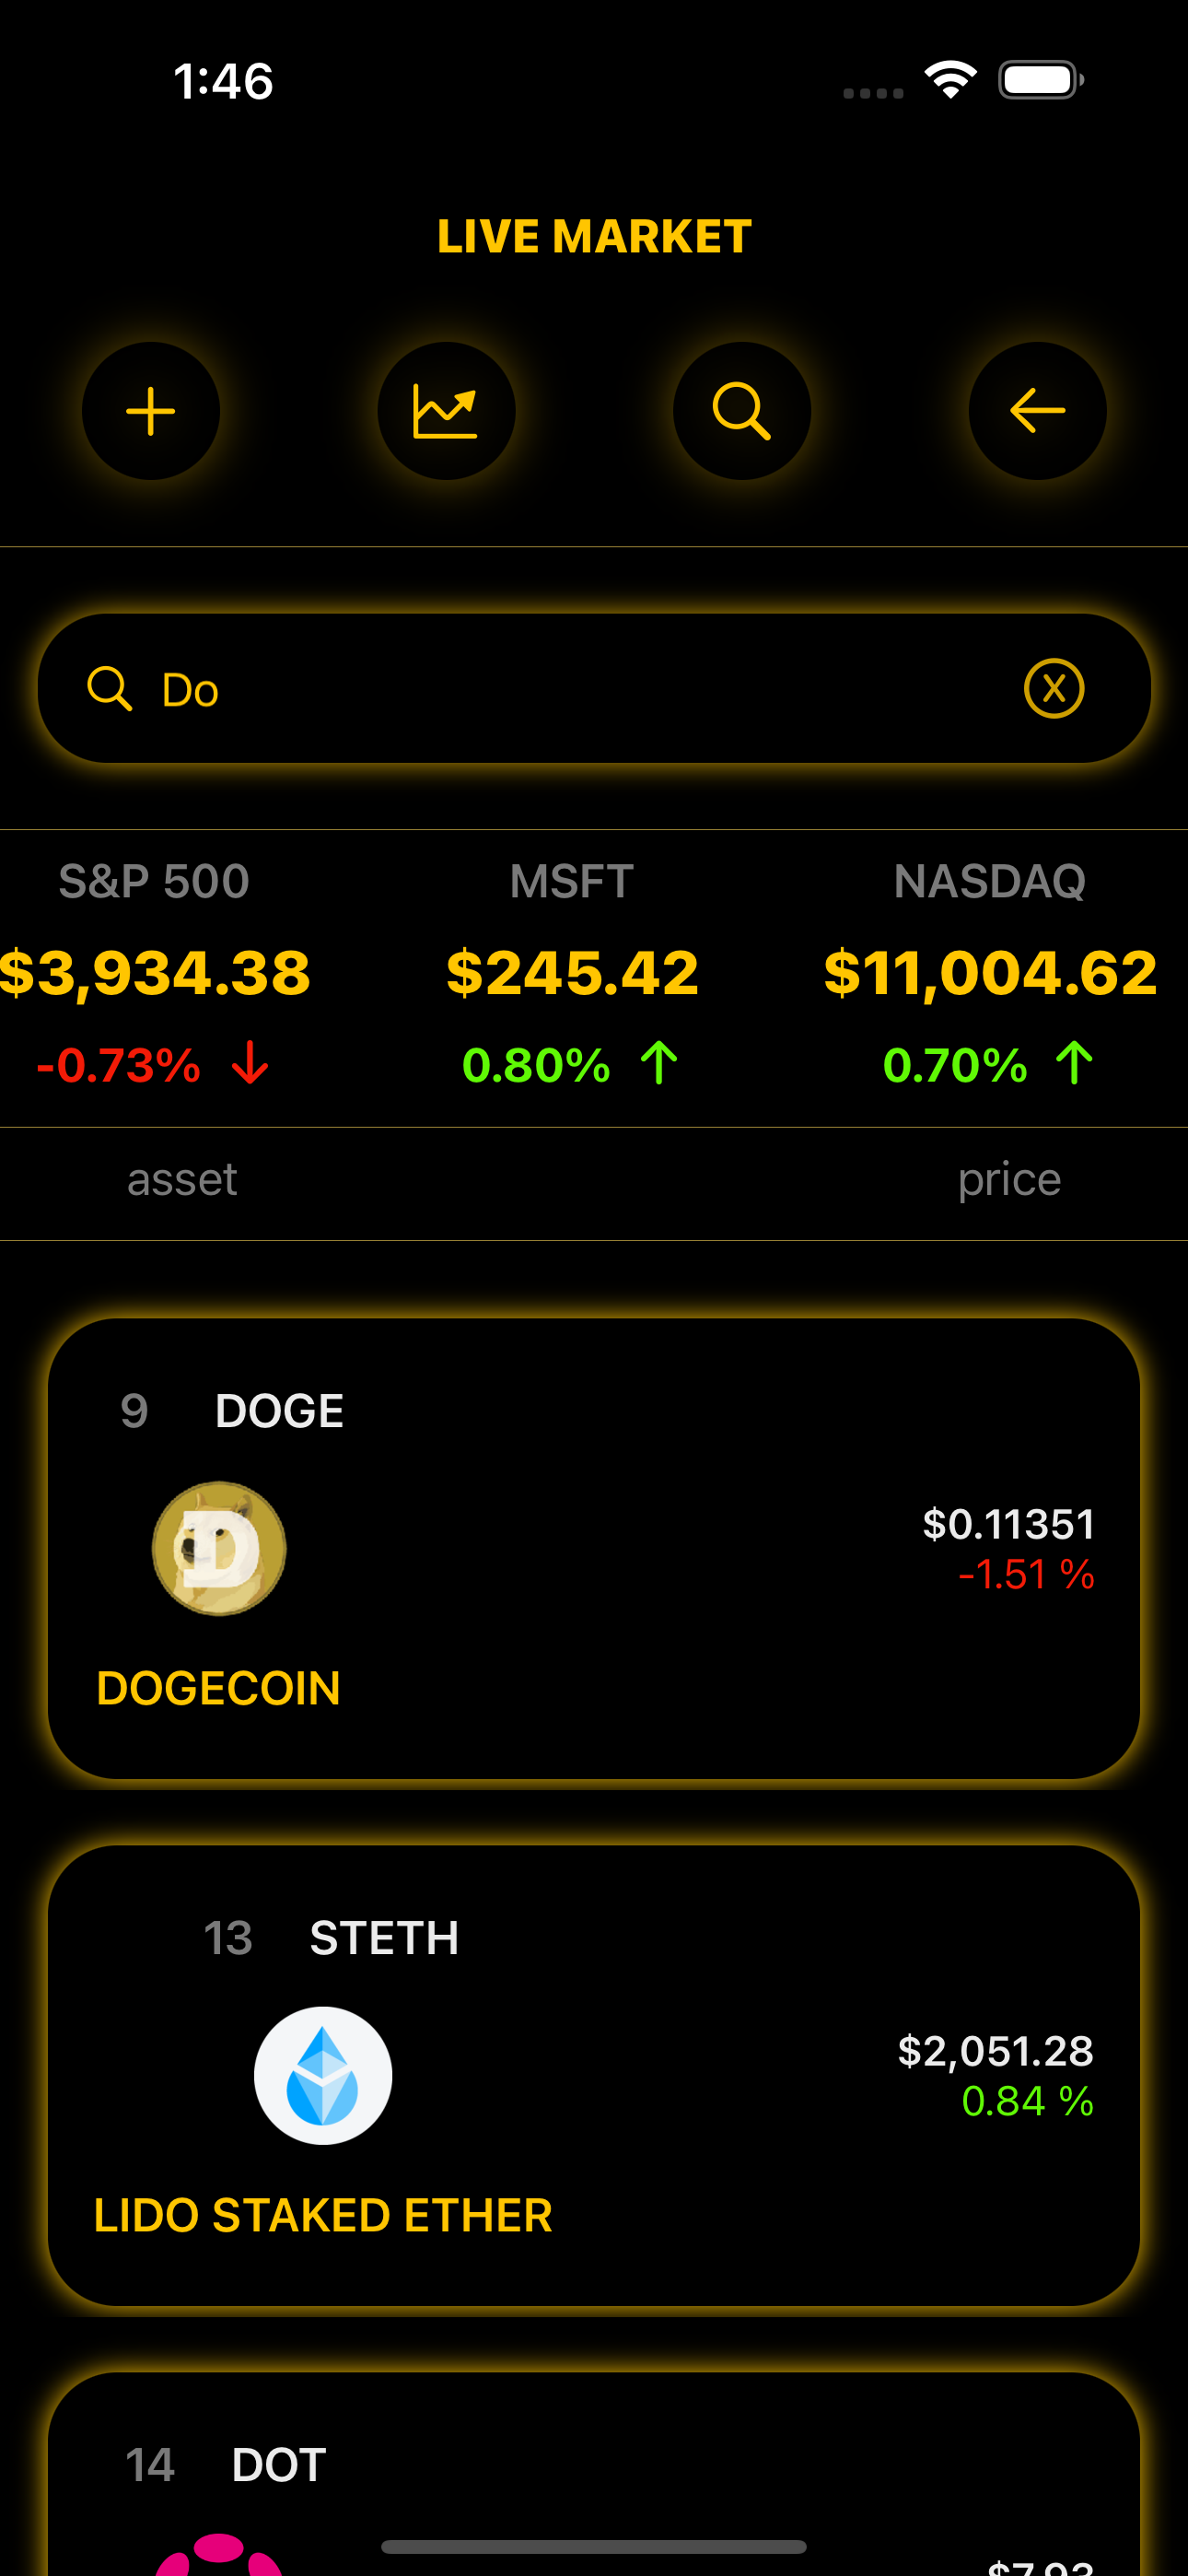 1:46
LIVE MARKET
Do
S&P 500 MSFT NASDAQ
$3,934.38 $245.42 $11,004.62
-0.73% 0.80% 0.70%
asset price
9 DOGE
$0.11351
-1.51 %
DOGECOIN
13 STETH
$2,051.28
0.84 %
LIDO STAKED ETHER
14 DOT
$7.93